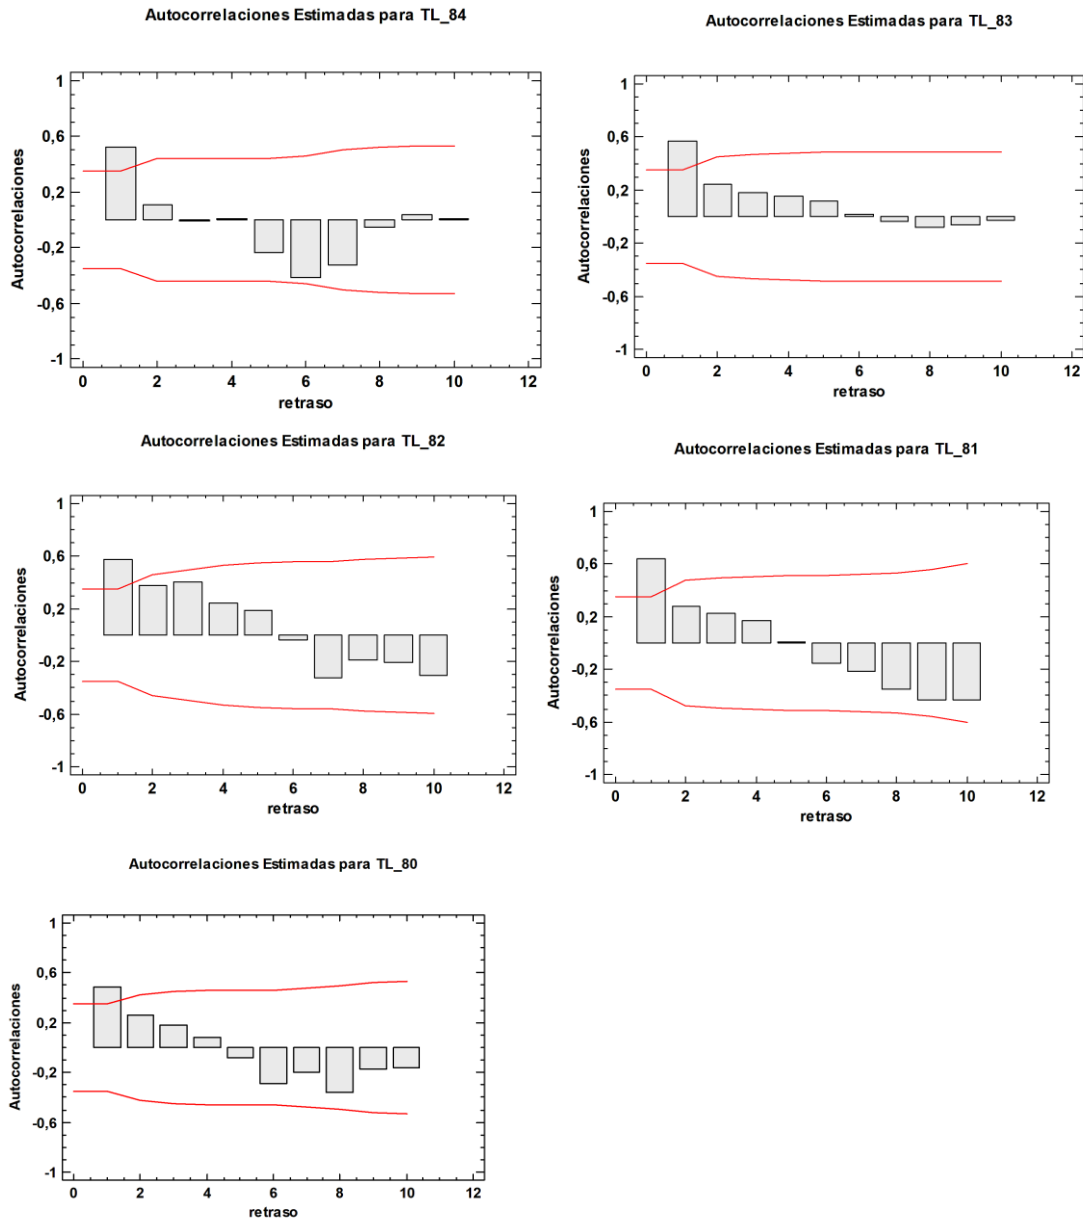 Autocorrelaciones Estimadas para TL_84
1
0,6
0,2
-0,2
-0,6
-1
Autocorrelaciones
0 2 4 6 8 10 12
retraso
Autocorrelaciones Estimadas para TL_83
1
0,6
0,2
-0,2
-0,6
-1
Autocorrelaciones
0 2 4 6 8 10 12
retraso
Autocorrelaciones Estimadas para TL_82
1
0,6
0,2
-0,2
-0,6
-1
Autocorrelaciones
0 2 4 6 8 10 12
retraso
Autocorrelaciones Estimadas para TL_81
1
0,6
0,2
-0,2
-0,6
-1
Autocorrelaciones
0 2 4 6 8 10 12
retraso
Autocorrelaciones Estimadas para TL_80
1
0,6
0,2
-0,2
-0,6
-1
Autocorrelaciones
0 2 4 6 8 10 12
retraso